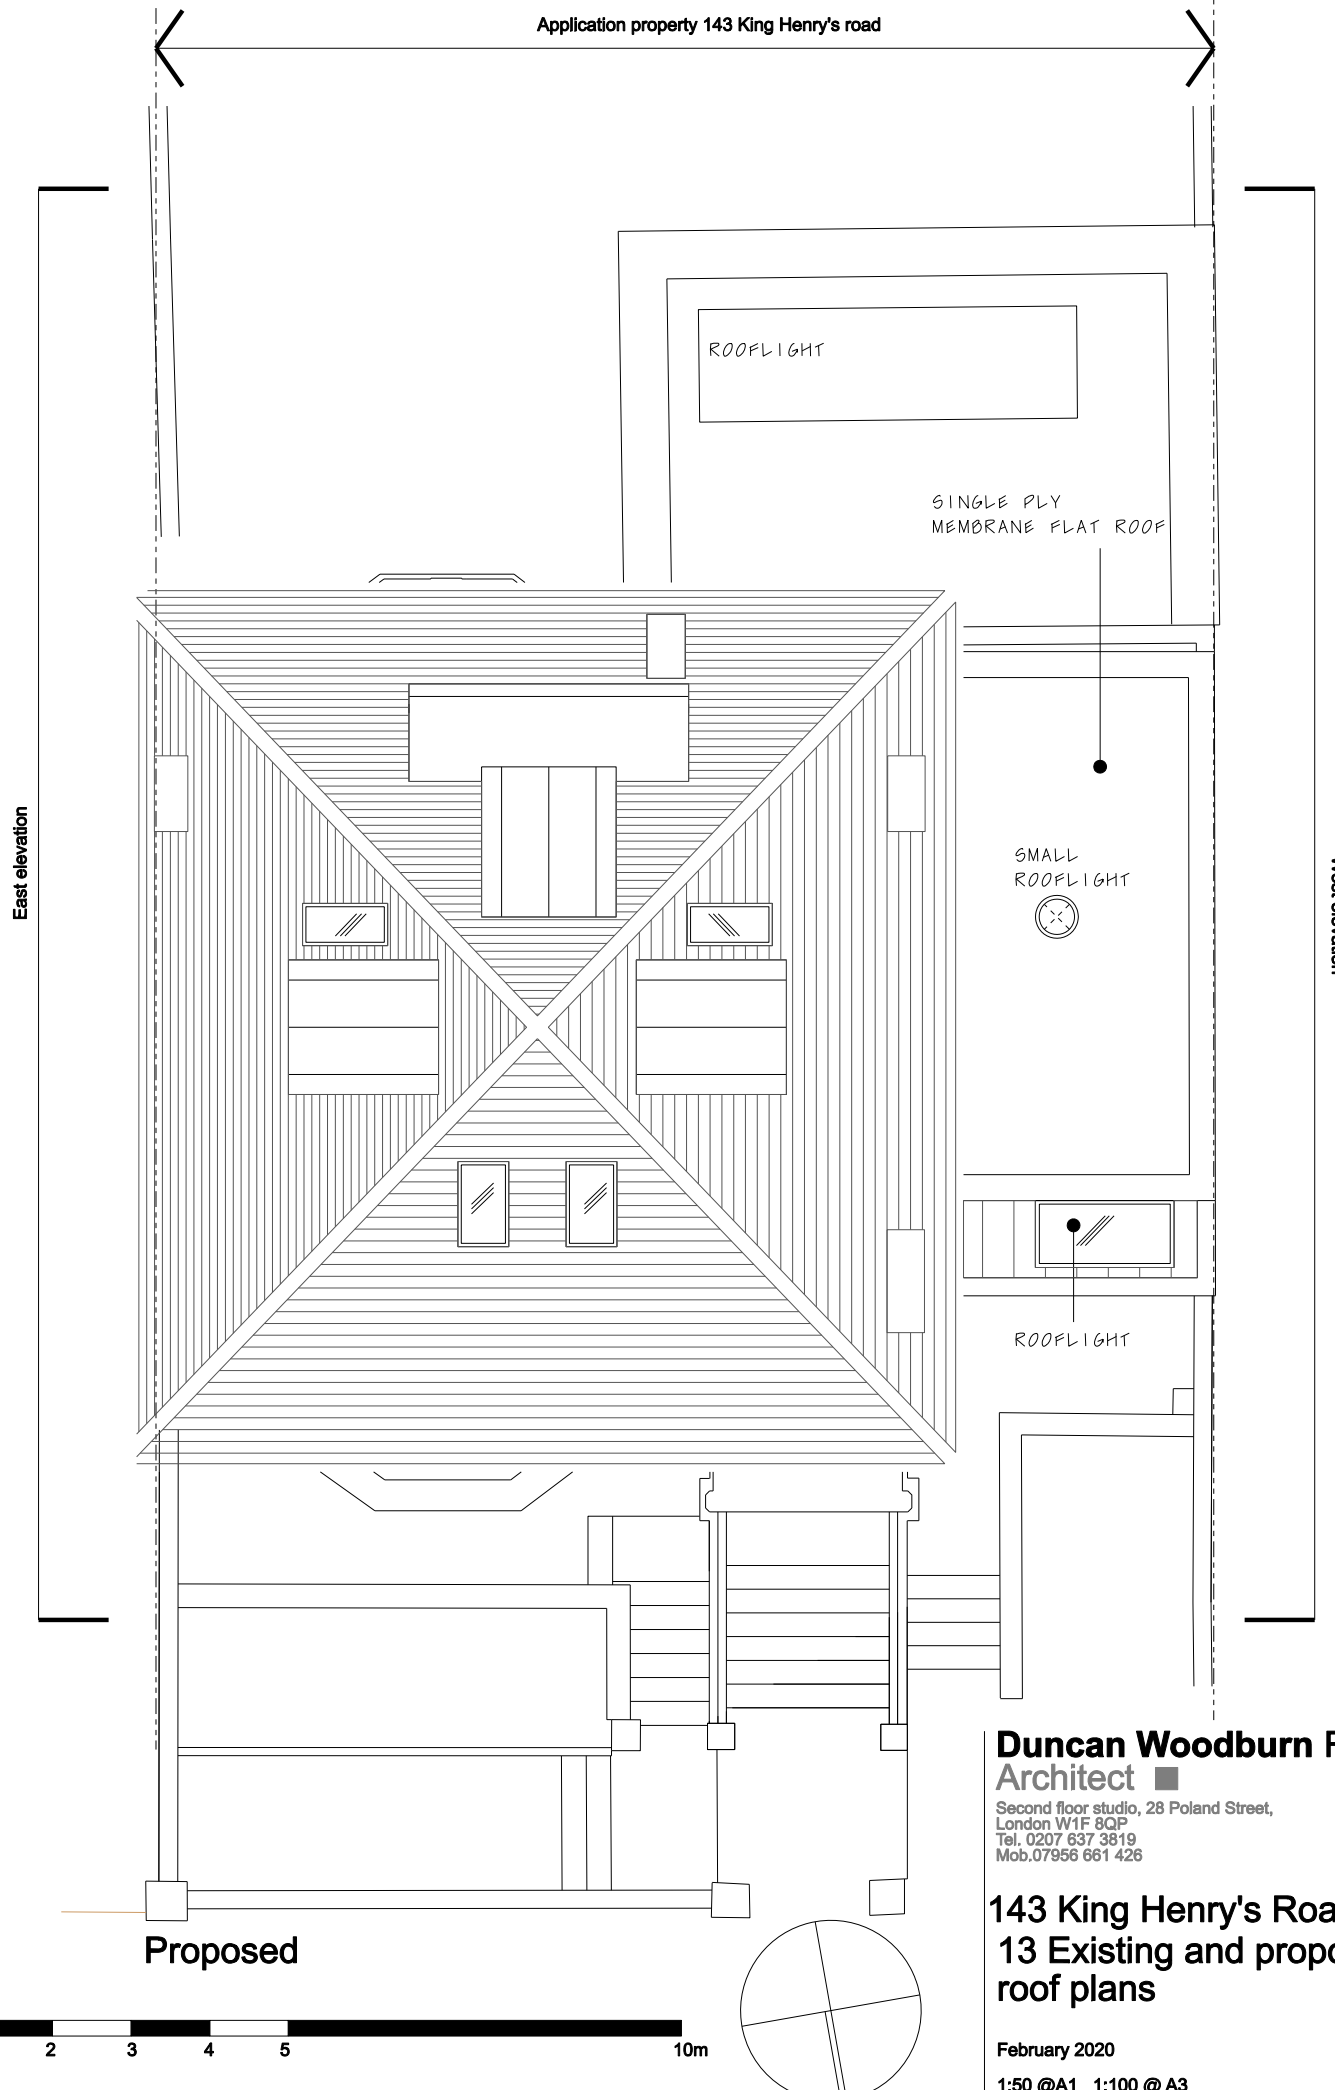 Application property 143 King Henry's road
ROOFLIGHT
SINGLE PLY
MEMBRANE FLAT ROOF
East elevation
SMALL
ROOFLIGHT
ROOFLIGHT
Duncan Woodburn
Architect
Second floor studio, 28 Poland Street,
London W1F 8QP
Tel. 0207 637 3819
Mob.07956 661 426
143 King Henry's
13 Existing and
roof plans
Proposed
2 3 4 5 10m
February 2020
1:50 @A1 1:100 @ A3